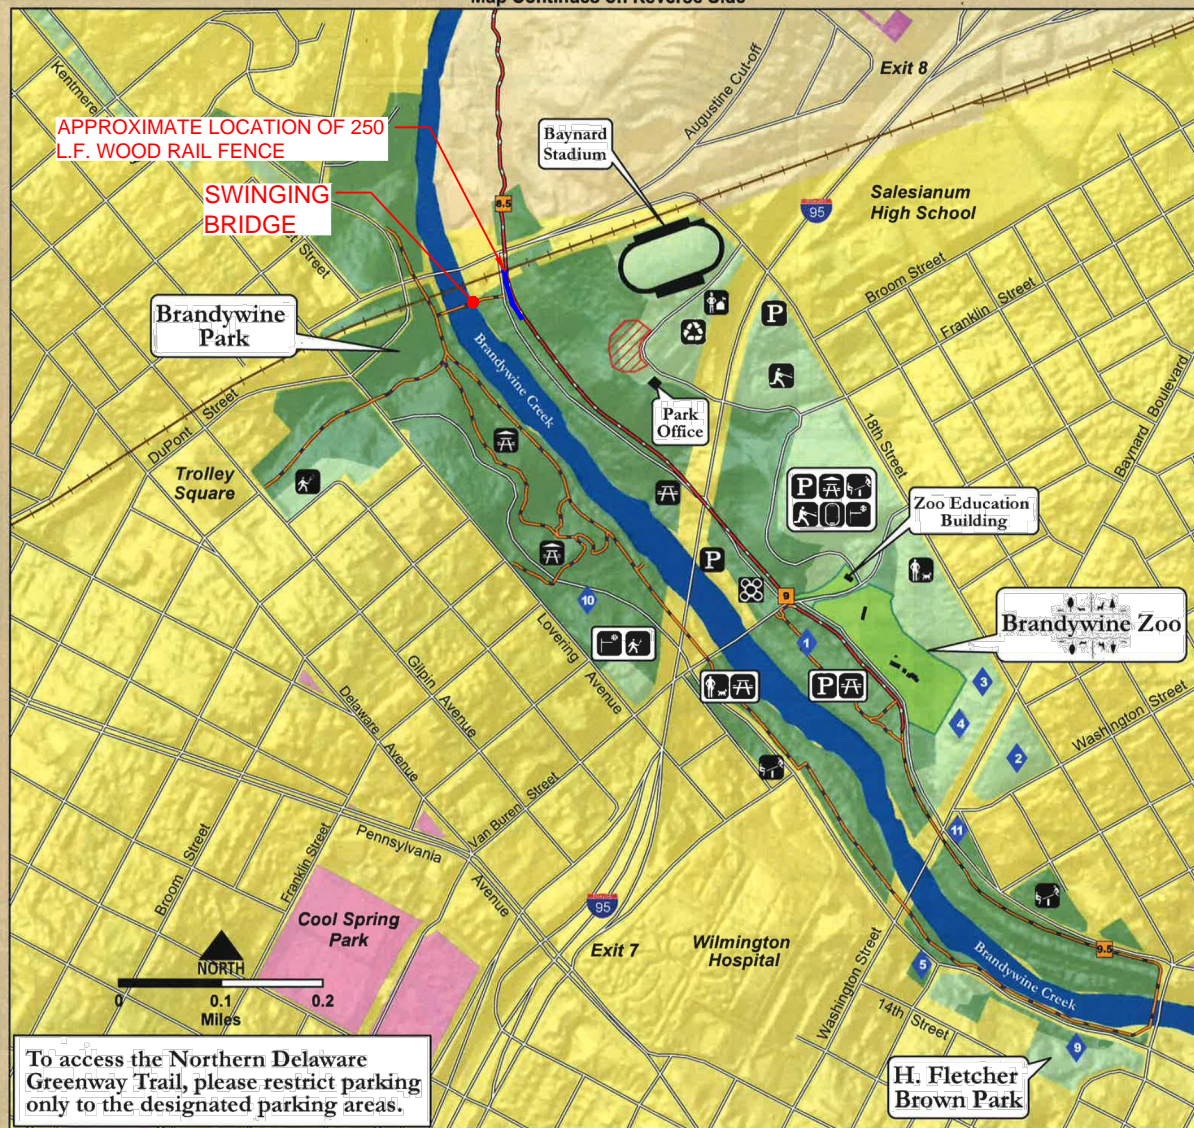 Map Continues on Reverse Side
Exit 8
Kentmere
Augustine Cut-off
APPROXIMATE LOCATION OF 250
L.F. WOOD RAIL FENCE
Baynard
Stadium
SWINGING
BRIDGE
8.5
95
Salesianum
High School
Street
Broom Street
Franklin Street
Brandywine
Park
P
Brandywine Creek
Park
Office
Baynard Boulevard
DuPont Street
18th Street
Trolley
Square
P
Zoo Education
Building
P
9
10
1
Brandywine Zoo
Lovering Avenue
Gilpin Avenue
P
3
Delaware Avenue
4
Washington Street
2
Van Buren Street
Pennsylvania
Avenue
11
Broom Street
Franklin Street
95
Cool Spring
Park
Exit 7
Wilmington
Hospital
9.5
NORTH
5
Brandywine Creek
0 0.1 0.2
Miles
Washington Street
14th Street
9
To access the Northern Delaware
Greenway Trail, please restrict parking
only to the designated parking areas.
H. Fletcher
Brown Park